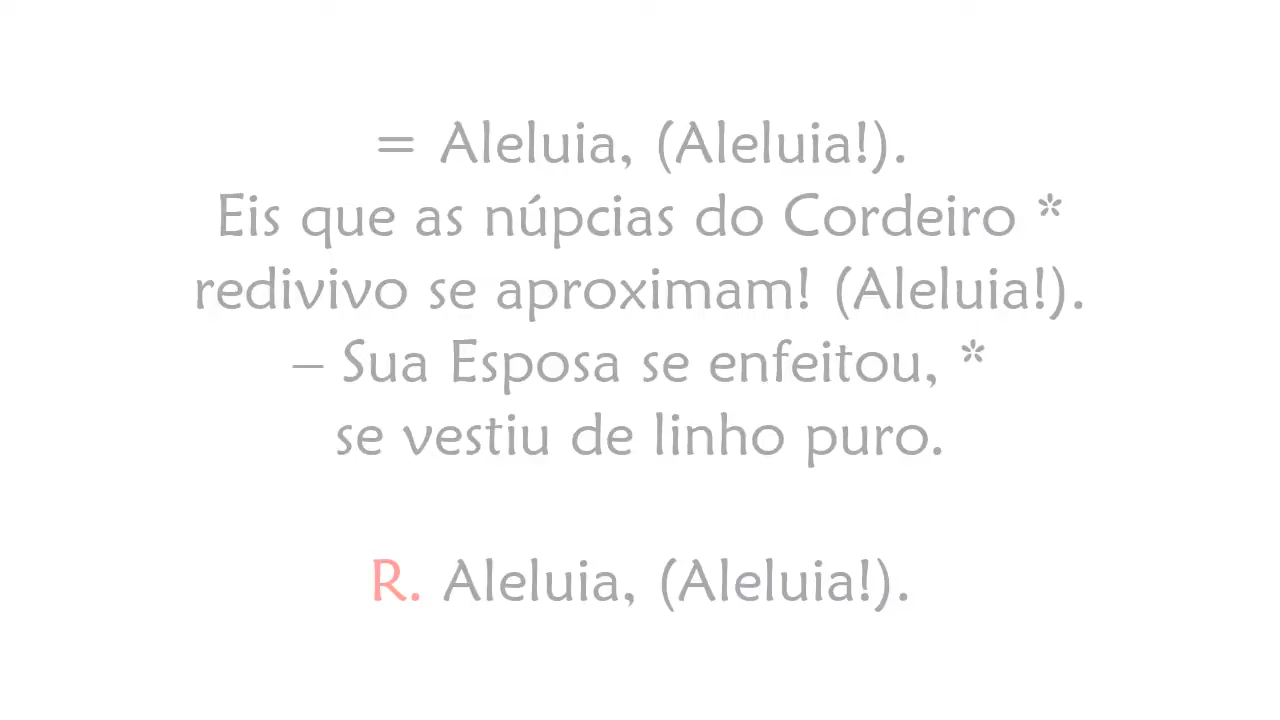 = Aleluia, (Aleluia!).
Eis que as núpcias do Cordeiro *
redivivo se aproximam! (Aleluia!).
– Sua Esposa se enfeitou, *
se vestiu de linho puro.
R. Aleluia, (Aleluia!).